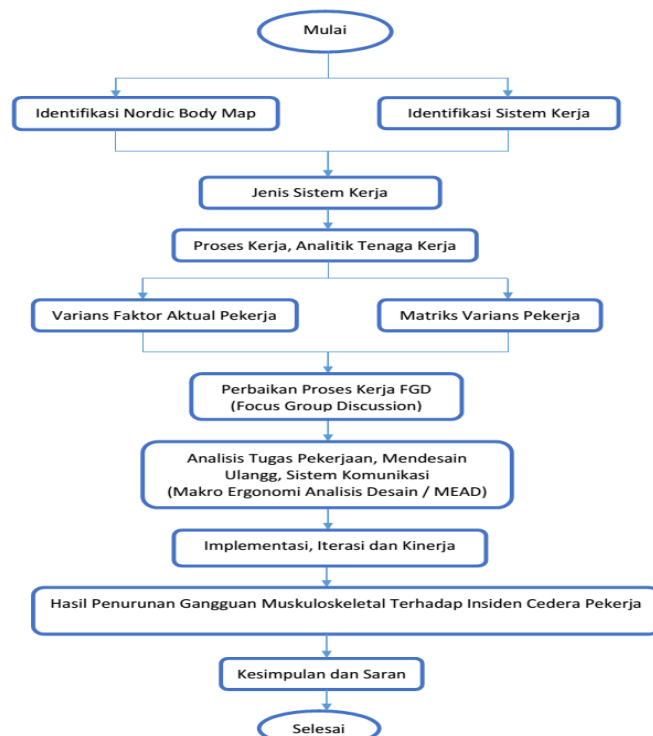 Mulai
Identifikasi Nordic Body Map
Identifikasi Sistem Kerja
Jenis Sistem Kerja
Proses Kerja, Analitik Tenaga Kerja
Varians Faktor Aktual Pekerja
Matriks Varians Pekerja
Perbaikan Proses Kerja FGD
(Focus Group Discussion)
Analisis Tugas Pekerjaan, Mendesain
Ulangg, Sistem Komunikasi
(Makro Ergonomi Analisis Desain / MEAD)
Implementasi, Iterasi dan Kinerja
Hasil Penurunan Gangguan Muskuloskeletal Terhadap Insiden Cedera Pekerja
Kesimpulan dan Saran
Selesai